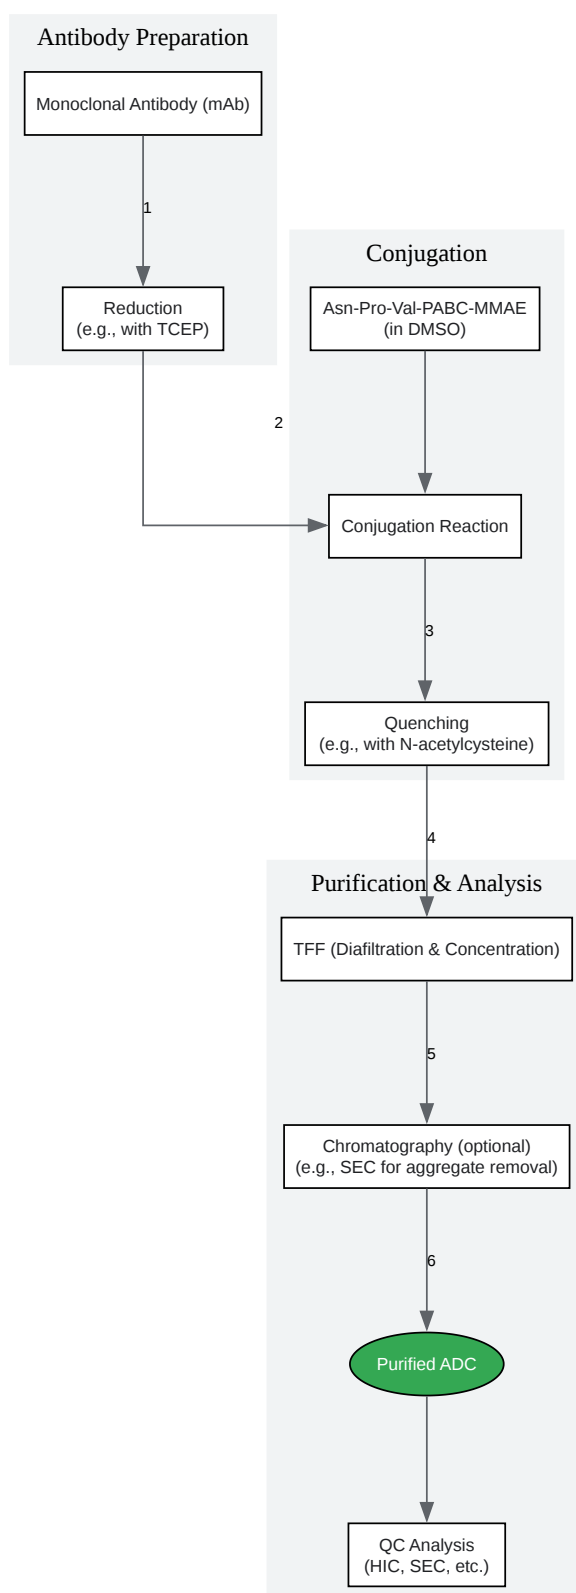 Antibody Preparation
Monoclonal Antibody (mAb)
1
Reduction
(e.g., with TCEP)
Conjugation
Asn-Pro-Val-PABC-MMAE
(in DMSO)
2
Conjugation Reaction
3
Quenching
(e.g., with N-acetylcysteine)
4
Purification & Analysis
TFF (Diafiltration & Concentration)
5
Chromatography (optional)
(e.g., SEC for aggregate removal)
6
Purified ADC
QC Analysis
(HIC, SEC, etc.)